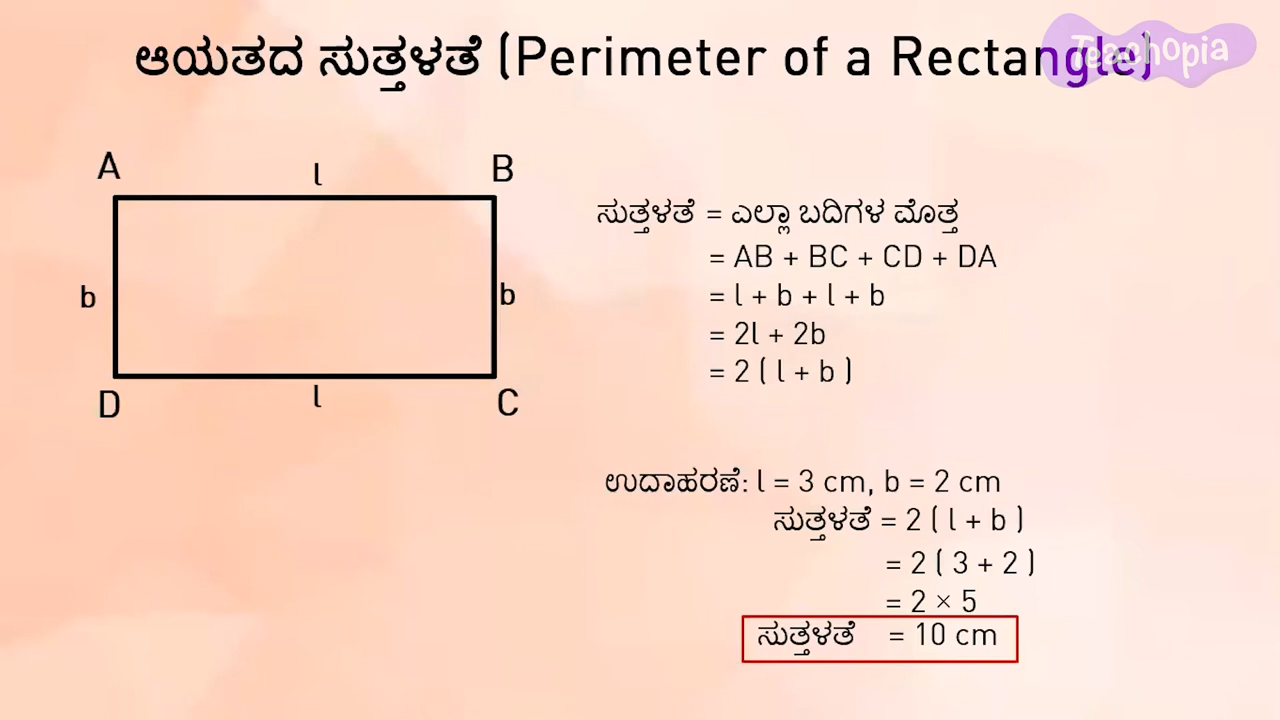 ಆಯತದ ಸುತ್ತಳತೆ (Perimeter of a Rectangle)
Teachopia
A
l
B
b
b
D
l
C
ಸುತ್ತಳತೆ = ಎಲ್ಲಾ ಬದಿಗಳ ಮೊತ್ತ
= AB + BC + CD + DA
= l + b + l + b
= 2l + 2b
= 2 ( l + b )
ಉದಾಹರಣೆ: l = 3 cm, b = 2 cm
ಸುತ್ತಳತೆ = 2 ( l + b )
= 2 ( 3 + 2 )
= 2 × 5
ಸುತ್ತಳತೆ = 10 cm